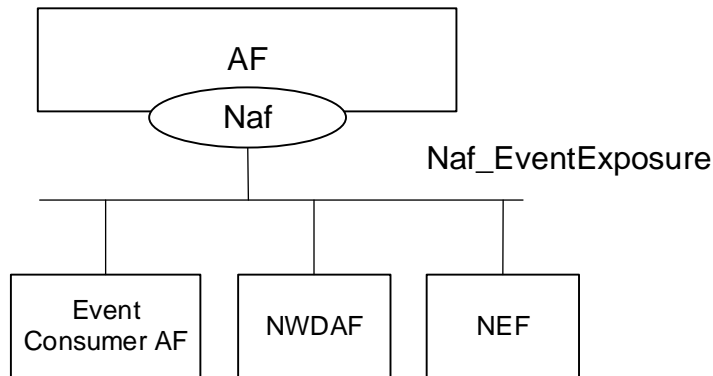 AF
Naf
Naf_EventExposure
Event
Consumer AF
NWDAF
NEF